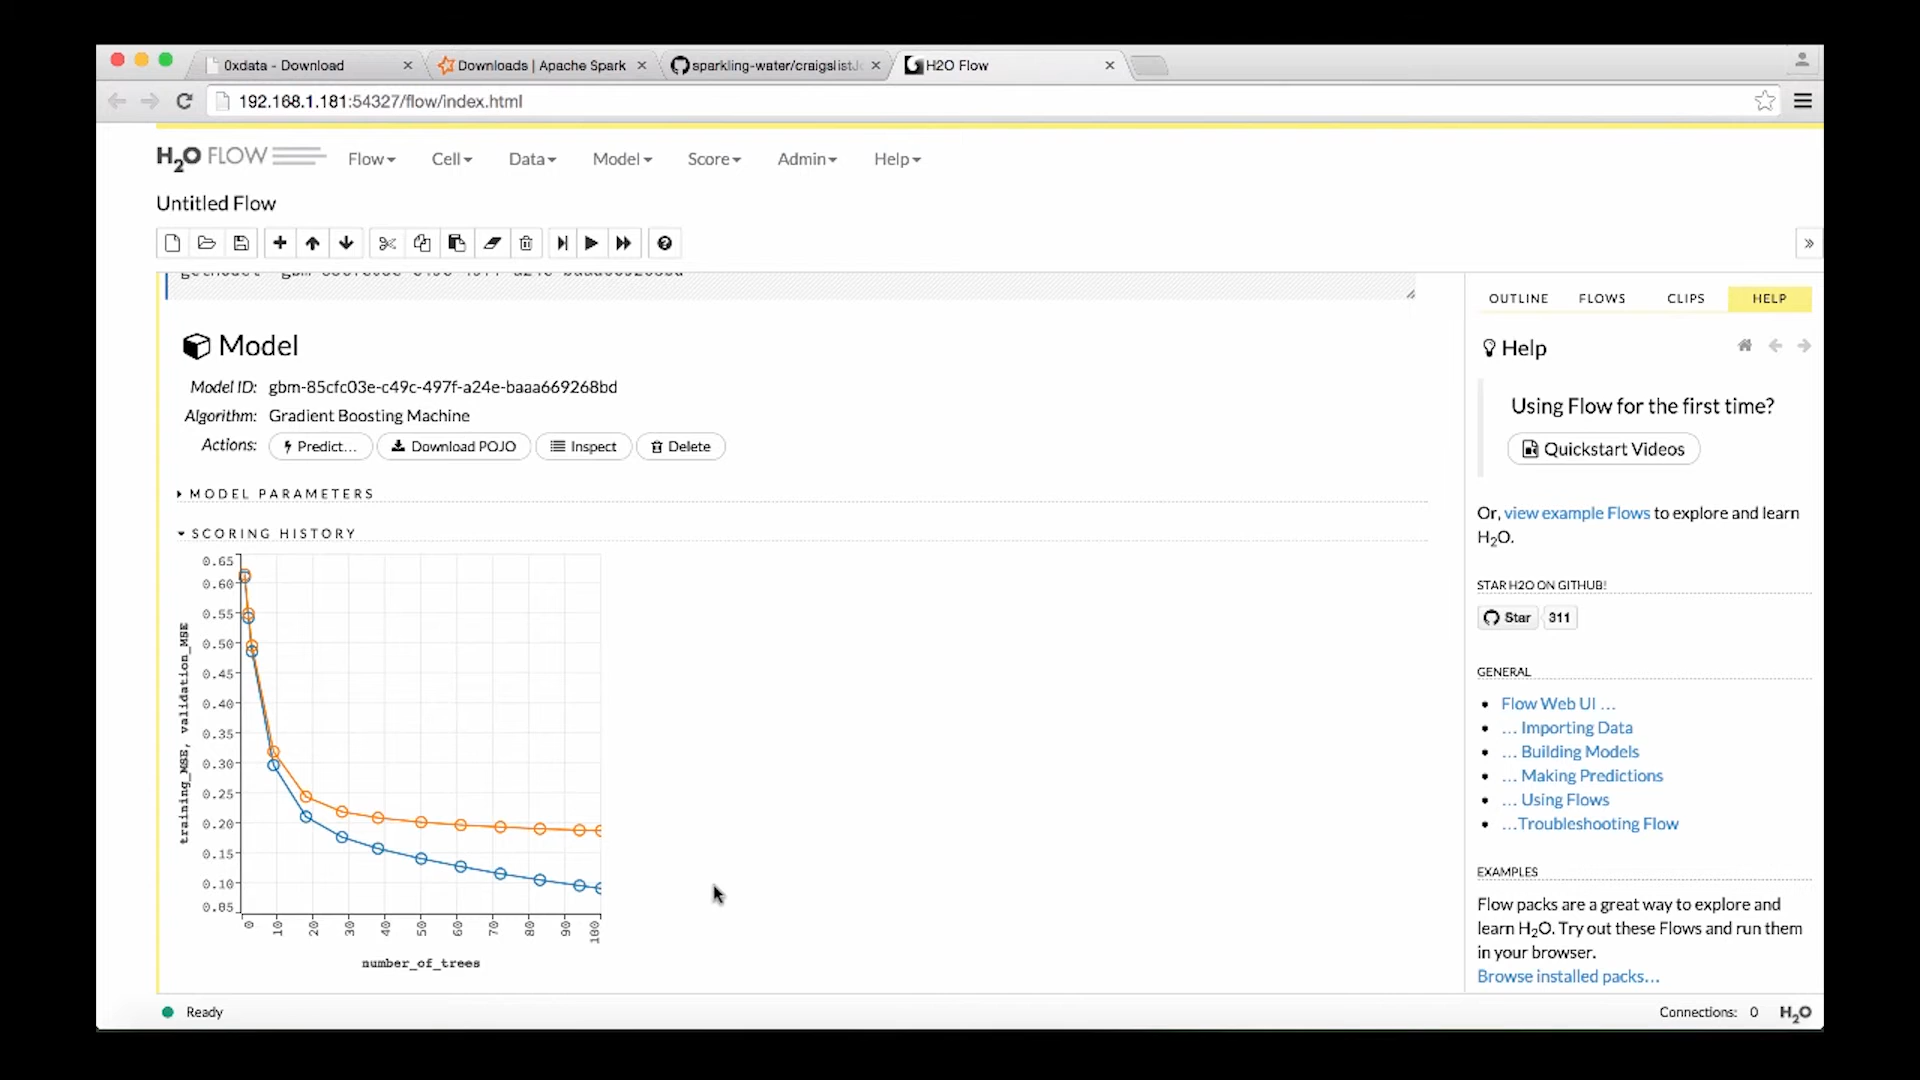 0xdata - Download
Downloads | Apache Spark
sparkling-water/craigslistJo
H2O Flow
192.168.1.181:54327/flow/index.html
H2O FLOW
Flow
Cell
Data
Model
Score
Admin
Help
Untitled Flow
OUTLINE
FLOWS
CLIPS
HELP
Model
Model ID: gbm-85cfc03e-c49c-497f-a24e-baaa669268bd
Algorithm: Gradient Boosting Machine
Actions: Predict... Download POJO Inspect Delete
MODEL PARAMETERS
SCORING HISTORY
training_MSE, validation_MSE
0.65
0.60
0.55
0.50
0.45
0.40
0.35
0.30
0.25
0.20
0.15
0.10
0.05
0 10 20 30 40 50 60 70 80 90 100
number_of_trees
Help
Using Flow for the first time?
Quickstart Videos
Or, view example Flows to explore and learn
H2O.
STAR H2O ON GITHUB!
Star 311
GENERAL
Flow Web UI ...
... Importing Data
... Building Models
... Making Predictions
... Using Flows
...Troubleshooting Flow
EXAMPLES
Flow packs are a great way to explore and
learn H2O. Try out these Flows and run them
in your browser.
Browse installed packs...
Ready
Connections: 0 H2O